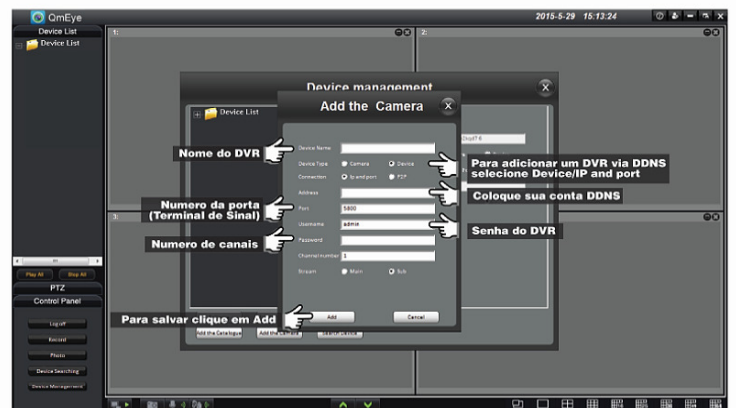 QmEye
2015-5-29 15:13:24
Device List
Device List
1:
2:
3:
Device management
Add the Camera
X
X
Device List
Device Name
Device Type Camera Device
Connection Ip and port P2P
Address
Port 5800
Username admin
Password
Channel number 1
Stream Main Sub
Add Cancel
Nome do DVR
Para adicionar um DVR via DDNS
selecione Device/IP and port
Numero da porta
(Terminal de Sinal)
Coloque sua conta DDNS
Senha do DVR
Numero de canais
Para salvar clique em Add
Add the Catalogue Add the Camera Search Device
Play All Stop All
PTZ
Control Panel
Logoff
Record
Photo
Device Searching
Device Management